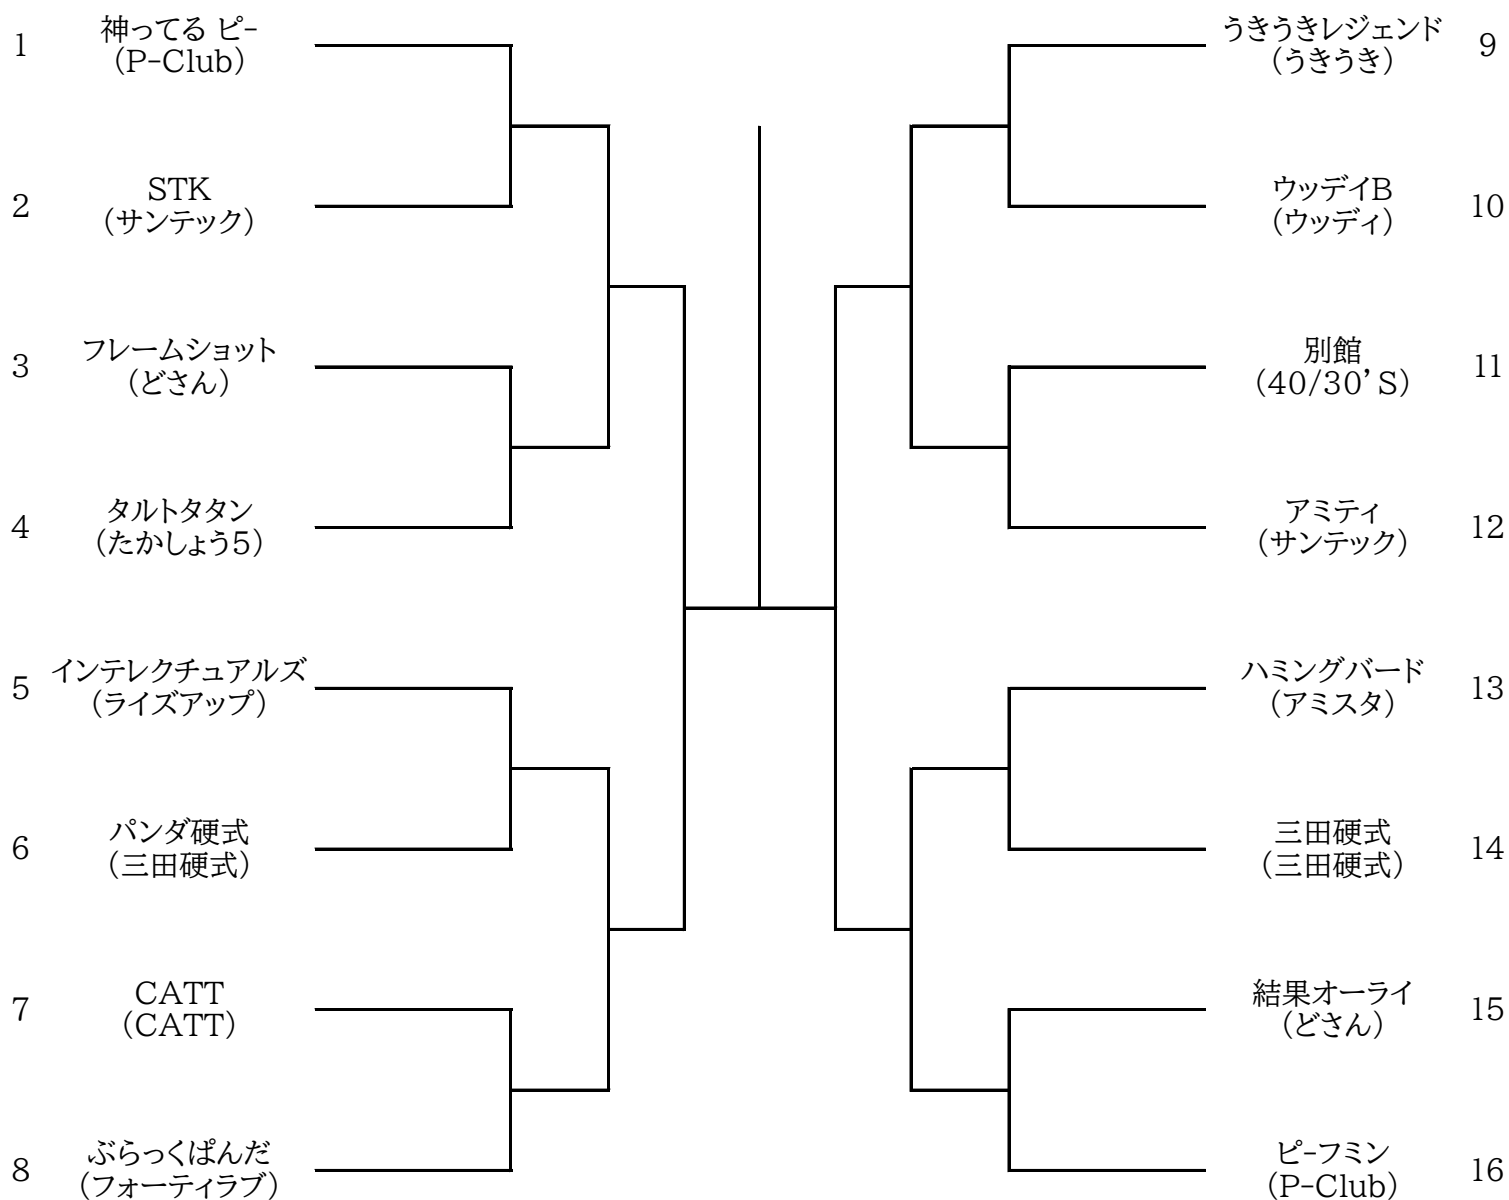 1
神ってる ピ-
(P-Club)
2
STK
(サンテック)
3
フレームショット
(どさん)
4
タルトタタン
(たかしょう5)
5
インテレクチュアルズ
(ライズアップ)
6
パンダ硬式
(三田硬式)
7
CATT
(CATT)
8
ぶらっくぱんだ
(フォーティラブ)
うきうきレジェンド
(うきうき)
9
ウッデイB
(ウッディ)
10
別館
(40/30'S)
11
アミティ
(サンテック)
12
ハミングバード
(アミスタ)
13
三田硬式
(三田硬式)
14
結果オーライ
(どさん)
15
ピ-フミン
(P-Club)
16